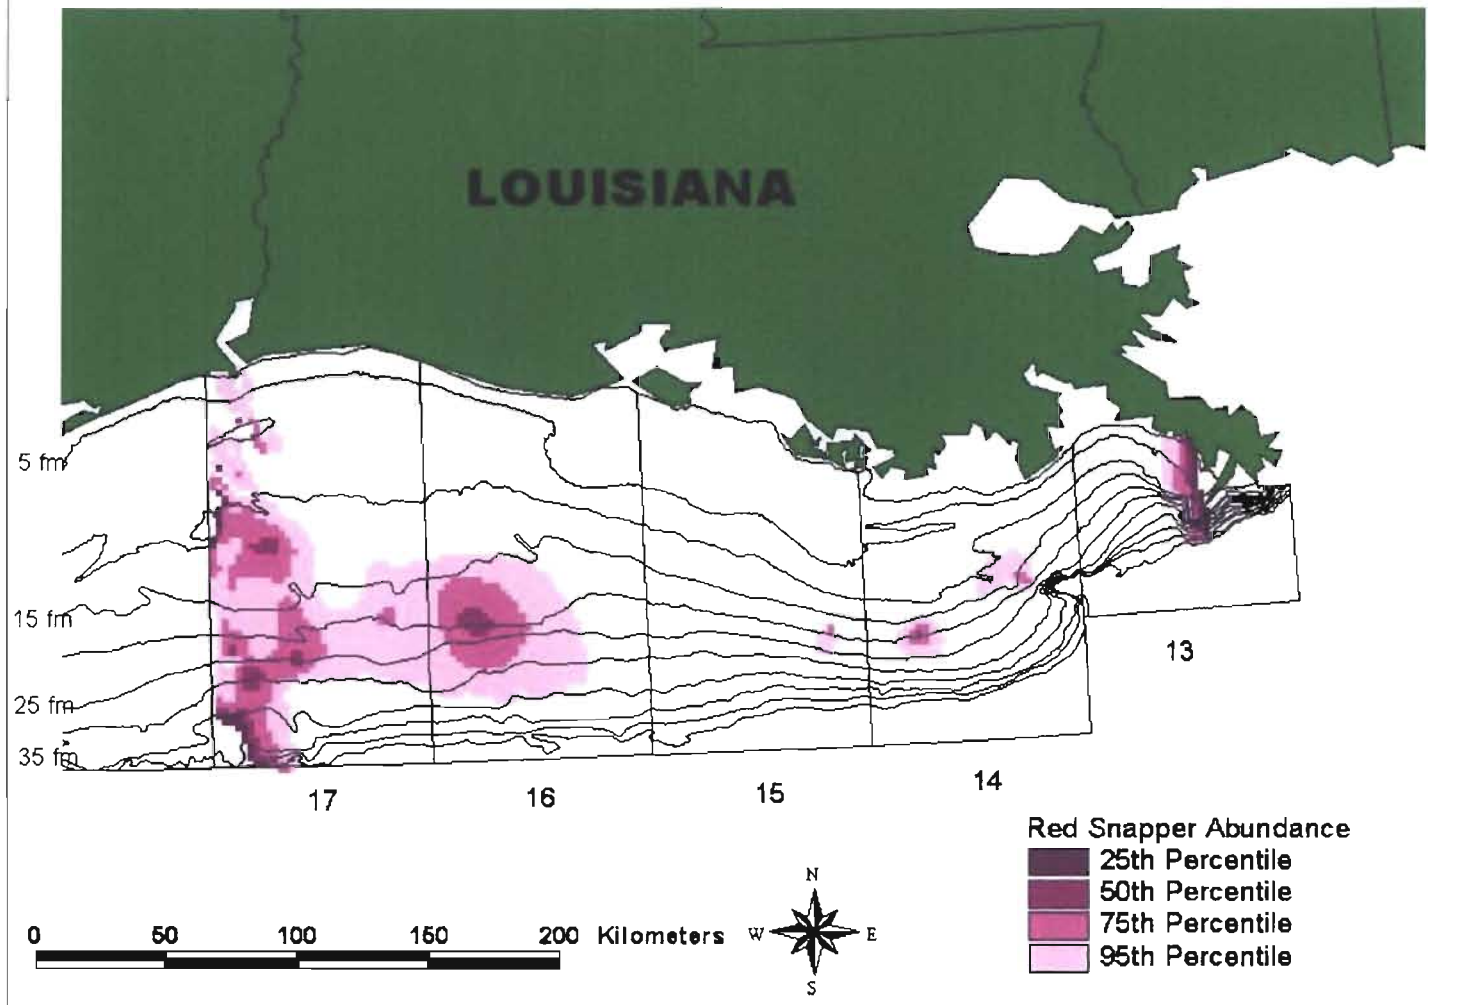 LOUISIANA
5 fm
15 fm
25 fm
35 fm
13
14
15
16
17
Red Snapper Abundance
25th Percentile
50th Percentile
75th Percentile
95th Percentile
N
W E
S
0 50 100 150 200 Kilometers